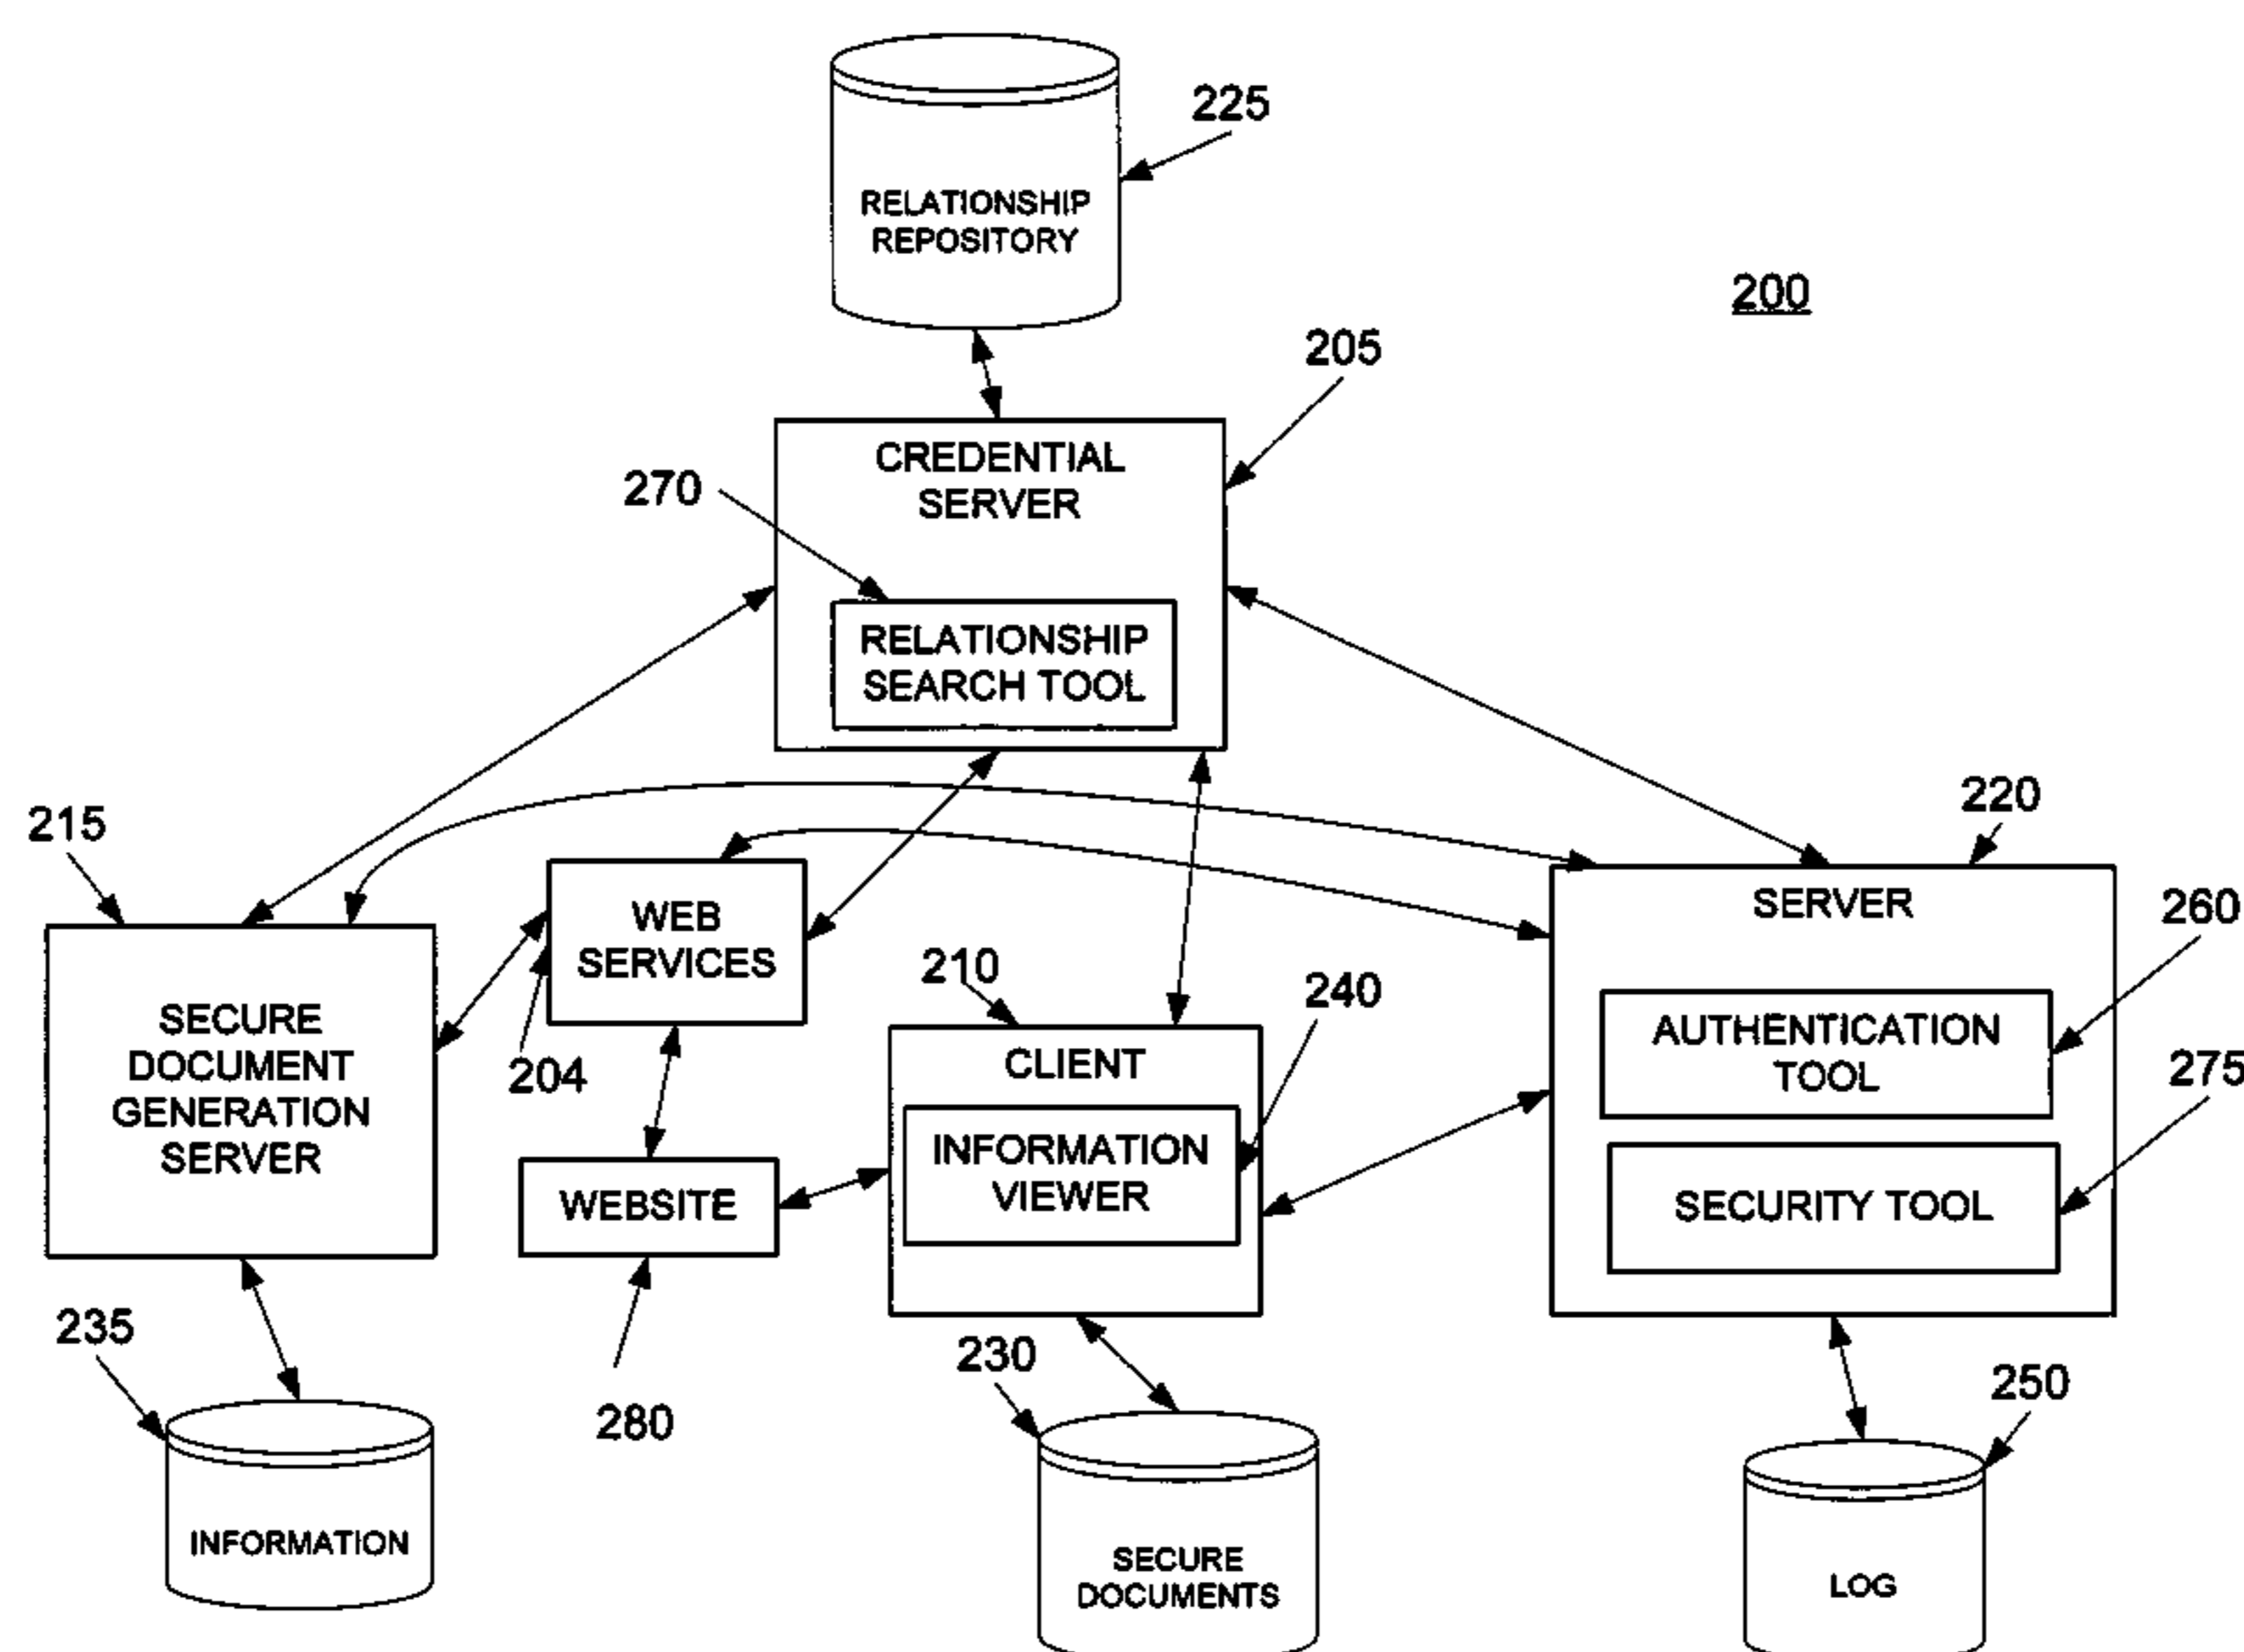 225
RELATIONSHIP
REPOSITORY
200
205
CREDENTIAL
SERVER
270
RELATIONSHIP
SEARCH TOOL
215
220
WEB
SERVICES
SERVER
260
210
240
SECURE
DOCUMENT
GENERATION
SERVER
204
CLIENT
AUTHENTICATION
TOOL
275
INFORMATION
VIEWER
WEBSITE
SECURITY TOOL
235
230
280
250
INFORMATION
SECURE
DOCUMENTS
LOG